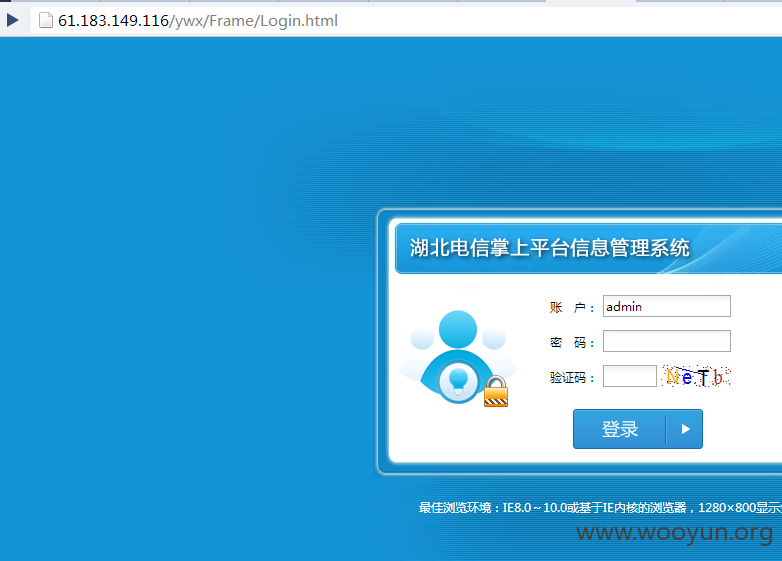 61.183.149.116/ywx/Frame/Login.html
湖北电信掌上平台信息管理系统
账 户： admin
密 码：
验证码： NeTb
登录
最佳浏览环境：IE8.0～10.0或基于IE内核的浏览器，1280×800显示
www.wooyun.org